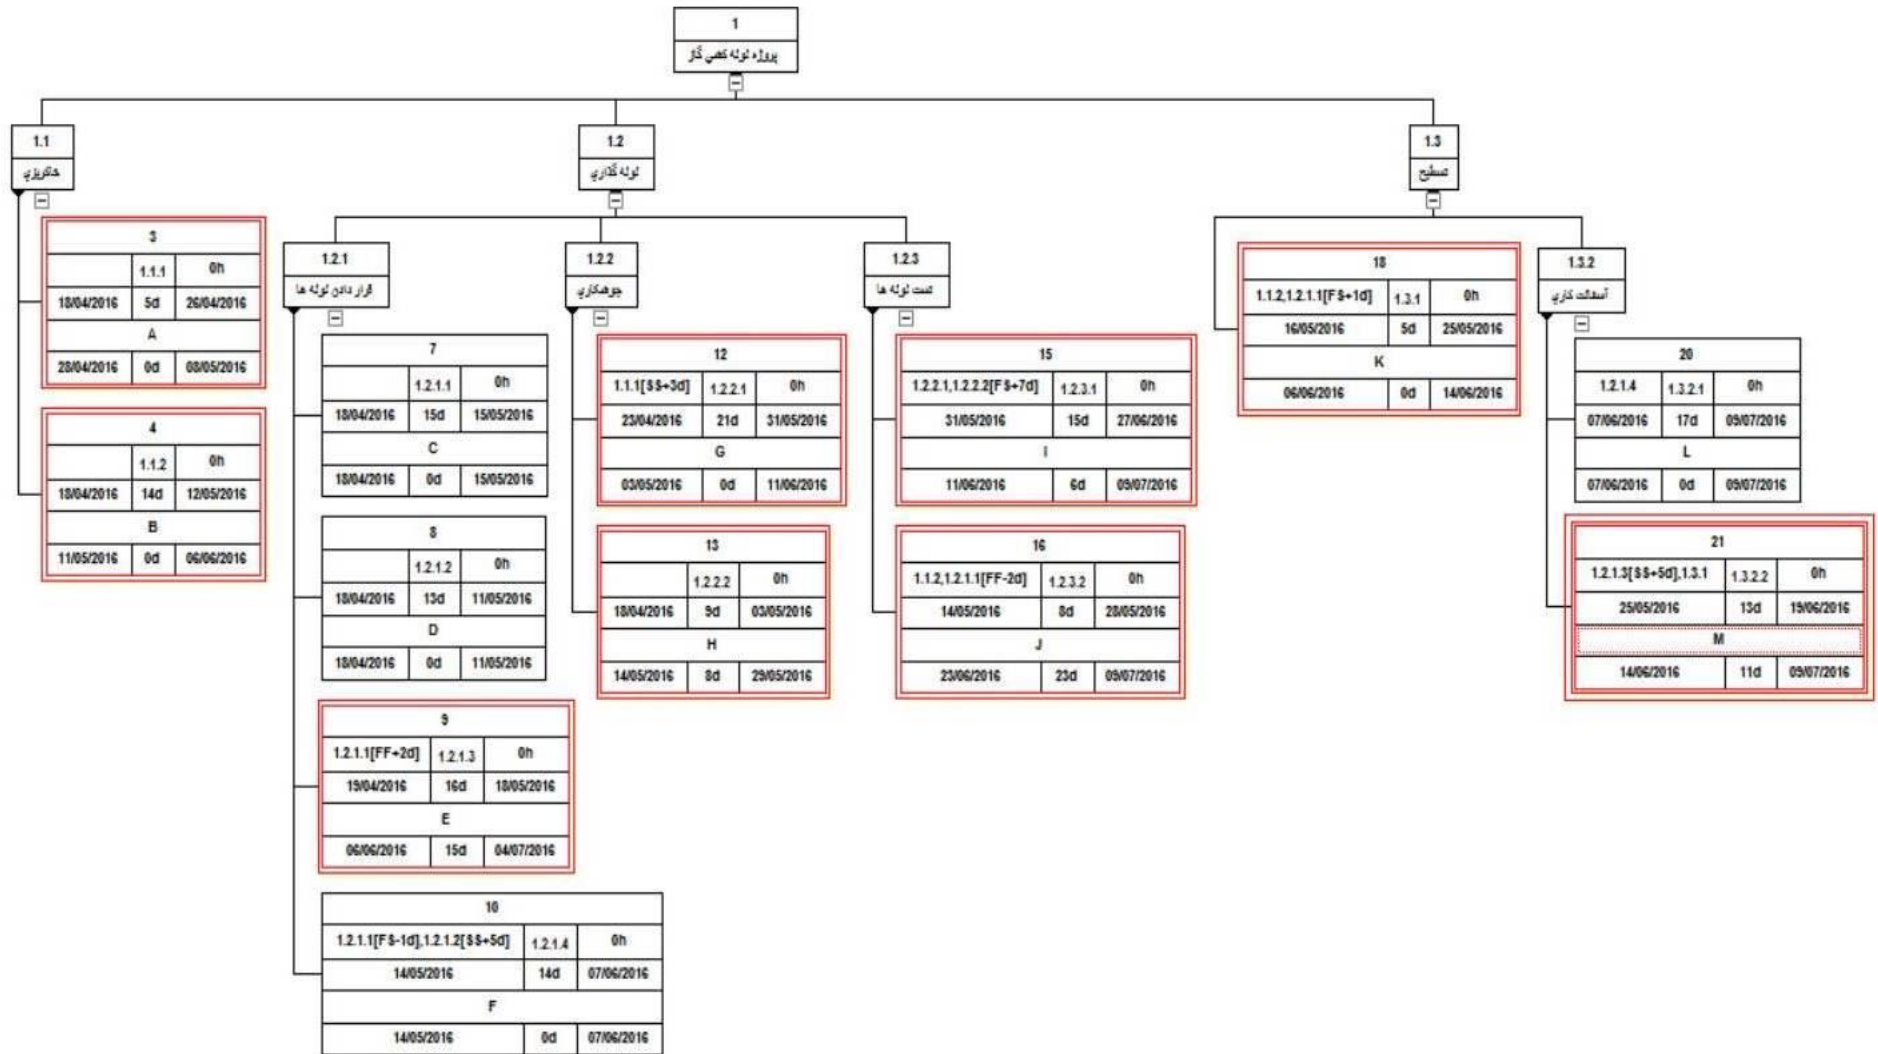 1
پروژه لوله کشي گاز
1.1
خاکريزي
1.2
لوله گذاري
1.3
تسطيح
3
1.1.1 0h
18/04/2016 5d 26/04/2016
A
28/04/2016 0d 08/05/2016
4
1.1.2 0h
18/04/2016 14d 12/05/2016
B
11/05/2016 0d 06/06/2016
1.2.1
قرار دادن لوله ها
7
1.2.1.1 0h
18/04/2016 15d 15/05/2016
C
18/04/2016 0d 15/05/2016
8
1.2.1.2 0h
18/04/2016 13d 11/05/2016
D
18/04/2016 0d 11/05/2016
9
1.2.1.1[FF+2d] 1.2.1.3 0h
19/04/2016 16d 18/05/2016
E
06/06/2016 15d 04/07/2016
10
1.2.1.1[FS-1d],1.2.1.2[SS+5d] 1.2.1.4 0h
14/05/2016 14d 07/06/2016
F
14/05/2016 0d 07/06/2016
1.2.2
جوشکاري
12
1.1.1[SS+3d] 1.2.2.1 0h
23/04/2016 21d 31/05/2016
G
03/05/2016 0d 11/06/2016
13
1.2.2.2 0h
18/04/2016 9d 03/05/2016
H
14/05/2016 8d 29/05/2016
1.2.3
تست لوله ها
15
1.2.2.1,1.2.2.2[FS+7d] 1.2.3.1 0h
31/05/2016 15d 27/06/2016
I
11/06/2016 6d 09/07/2016
16
1.1.2,1.2.1.1[FF-2d] 1.2.3.2 0h
14/05/2016 8d 28/05/2016
J
23/06/2016 23d 09/07/2016
18
1.1.2,1.2.1.1[FS+1d] 1.3.1 0h
16/05/2016 5d 25/05/2016
K
06/06/2016 0d 14/06/2016
1.3.2
آسفالت کاري
20
1.2.1.4 1.3.2.1 0h
07/06/2016 17d 09/07/2016
L
07/06/2016 0d 09/07/2016
21
1.2.1.3[SS+5d],1.3.1 1.3.2.2 0h
25/05/2016 13d 19/06/2016
M
14/06/2016 11d 09/07/2016